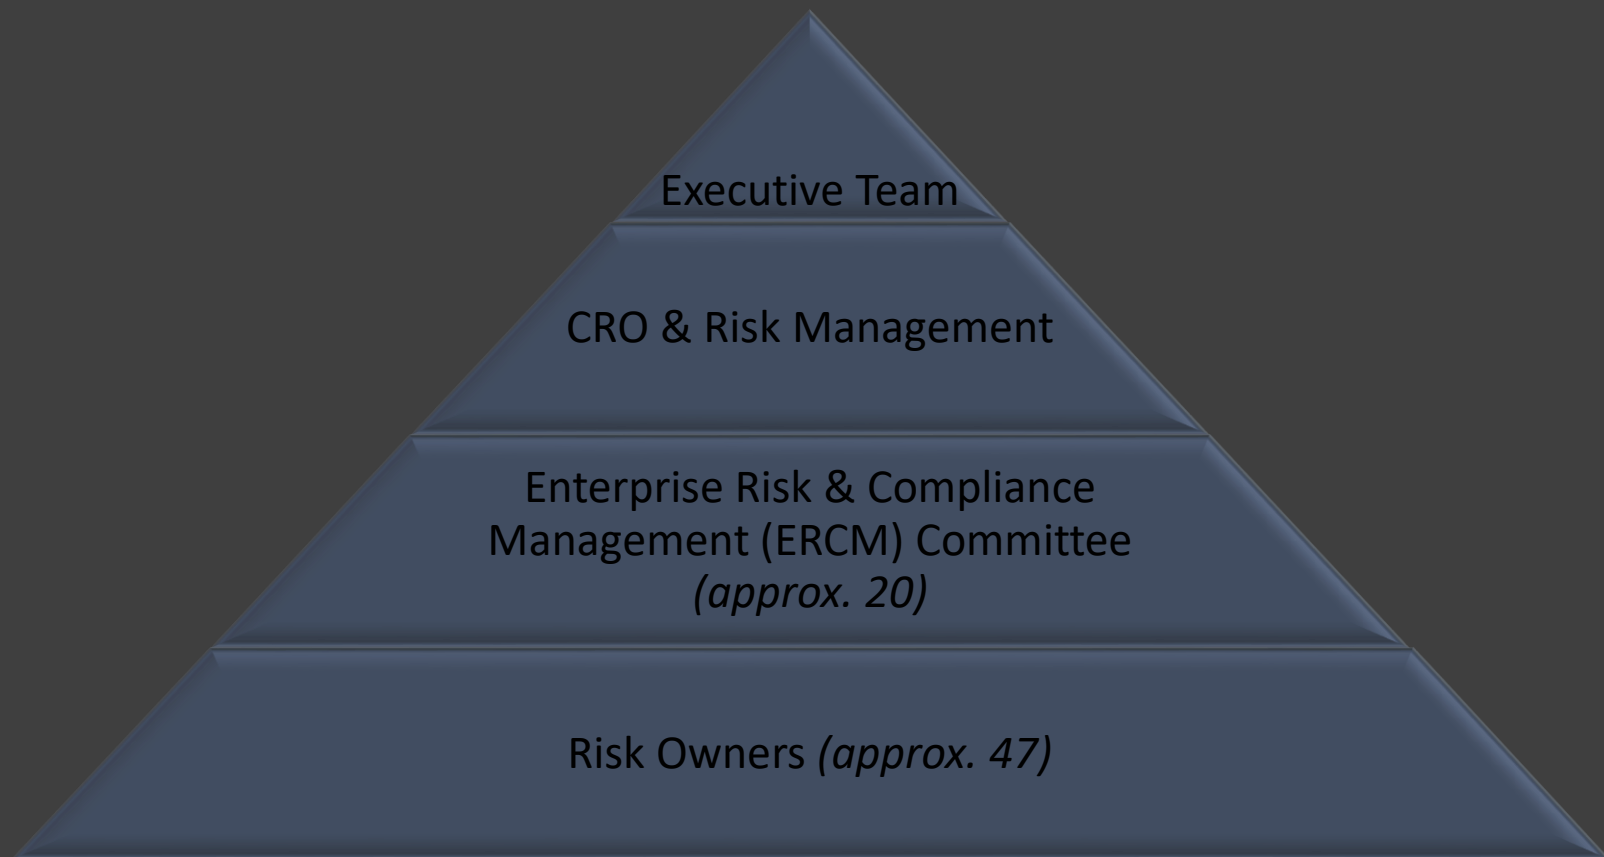 Executive Team
CRO & Risk Management
Enterprise Risk & Compliance
Management (ERCM) Committee
(approx. 20)
Risk Owners (approx. 47)